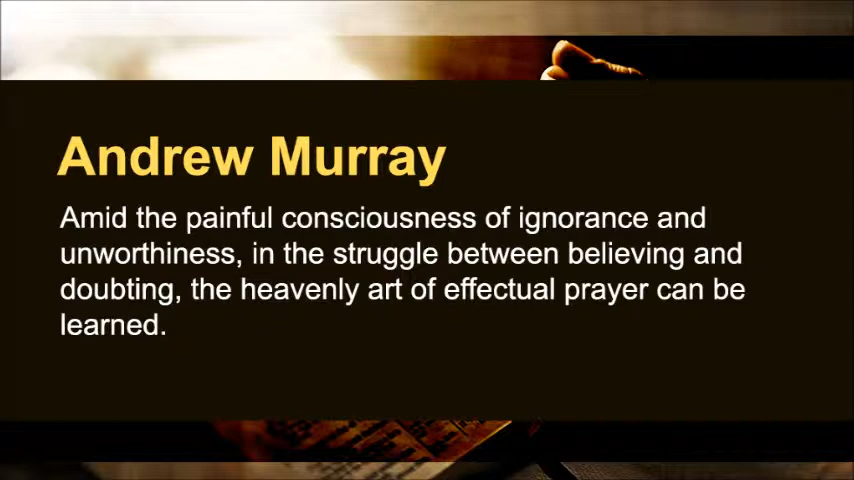 Andrew Murray
Amid the painful consciousness of ignorance and
unworthiness, in the struggle between believing and
doubting, the heavenly art of effectual prayer can be
learned.